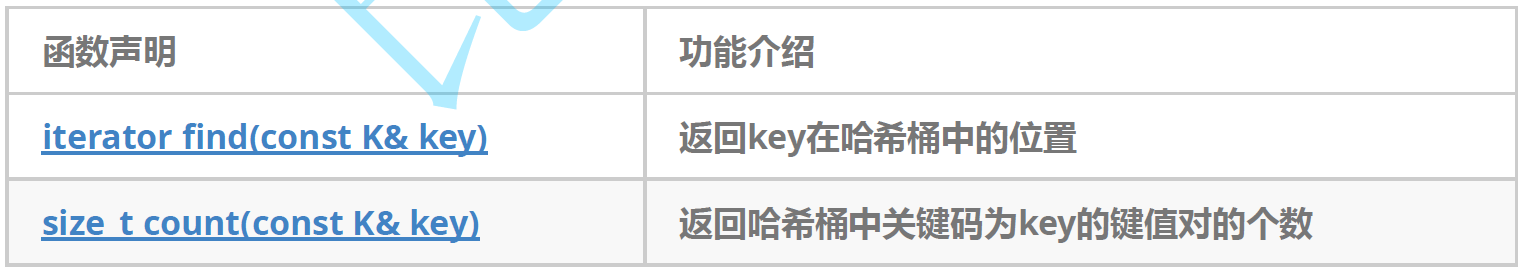 函数声明 功能介绍
iterator find(const K& key) 返回key在哈希桶中的位置
size_t count(const K& key) 返回哈希桶中关键码为key的键值对的个数